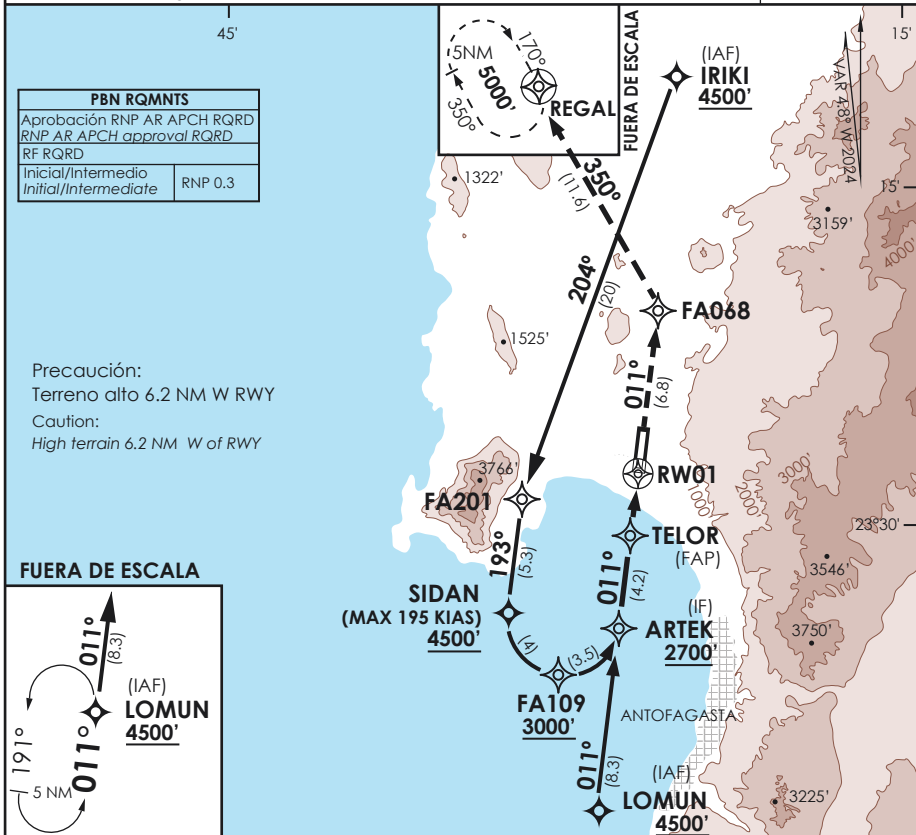 45'
15'
PBN RQMNTS
Aprobación RNP AR APCH RQRD
RNP AR APCH approval RQRD
RF RQRD
Inicial/Intermedio
Initial/Intermediate
RNP 0.3
5NM
170°
5000'
350°
REGAL
FUERA DE ESCALA
(IAF)
IRIKI
4500'
VAR 4.8° W 2024
15'
1322'
350°
(11.6)
3159'
4000'
204°
(20)
FA068
1525'
011°
(6.8)
Precaución:
Terreno alto 6.2 NM W RWY
Caution:
High terrain 6.2 NM W of RWY
3766'
FA201
RW01
1000'
2000'
3000'
23°30'
193°
(5.3)
TELOR
(FAP)
011°
(4.2)
3546'
FUERA DE ESCALA
SIDAN
(MAX 195 KIAS)
4500'
(IF)
ARTEK
2700'
3750'
(4)
(3.5)
FA109
3000'
ANTOFAGASTA
011°
(8.3)
(IAF)
LOMUN
4500'
3225'
011°
(8.3)
(IAF)
LOMUN
4500'
191°
011°
5 NM